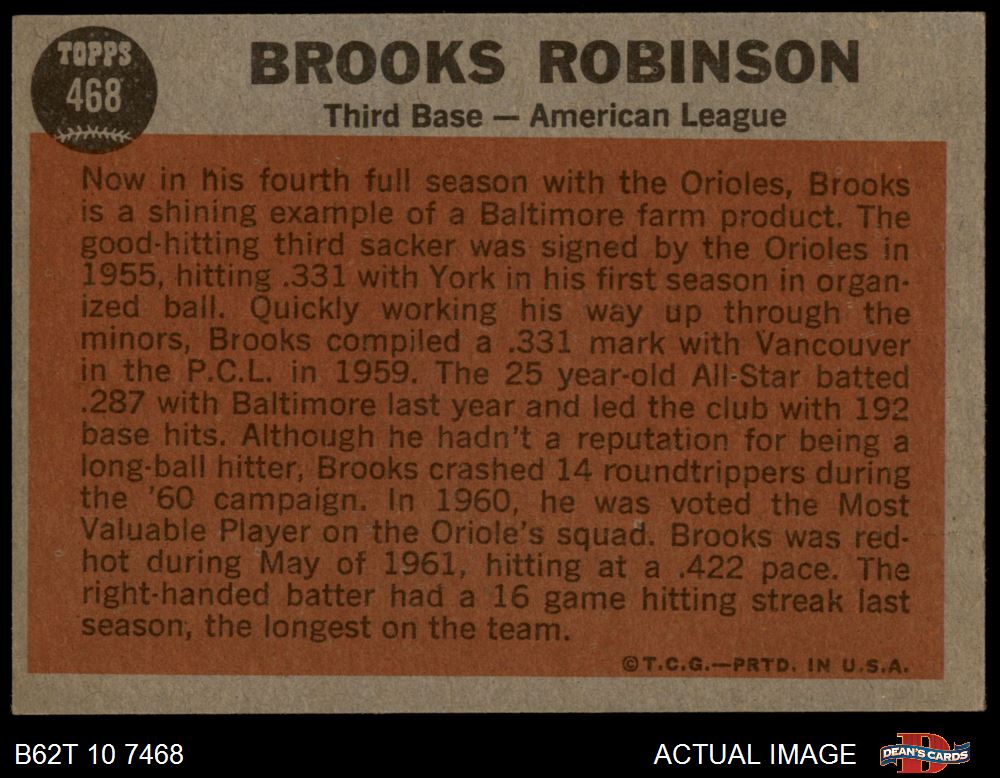 TOPPS
468
BROOKS ROBINSON
Third Base — American League
Now in his fourth full season with the Orioles, Brooks
is a shining example of a Baltimore farm product. The
good-hitting third sacker was signed by the Orioles in
1955, hitting .331 with York in his first season in organ-
ized ball. Quickly working his way up through the
minors, Brooks compiled a .331 mark with Vancouver
in the P.C.L. in 1959. The 25 year-old All-Star batted
.287 with Baltimore last year and led the club with 192
base hits. Although he hadn't a reputation for being a
long-ball hitter, Brooks crashed 14 roundtrippers during
the '60 campaign. In 1960, he was voted the Most
Valuable Player on the Oriole's squad. Brooks was red-
hot during May of 1961, hitting at a .422 pace. The
right-handed batter had a 16 game hitting streak last
season, the longest on the team.
©T.C.G.—PRTD. IN U.S.A.
B62T 10 7468
ACTUAL IMAGE
DEAN'S CARDS